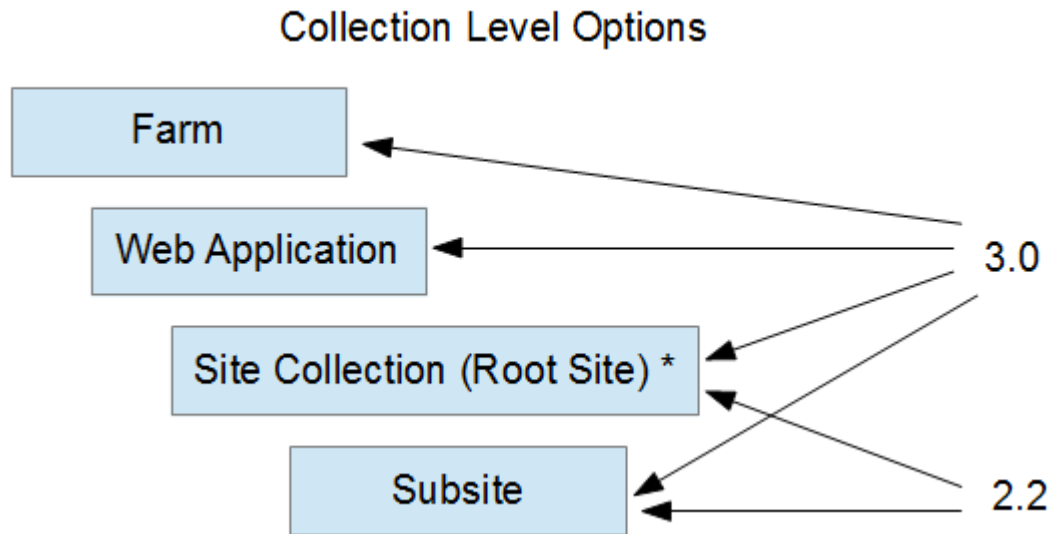 Collection Level Options
Farm
Web Application
3.0
Site Collection (Root Site) *
Subsite
2.2